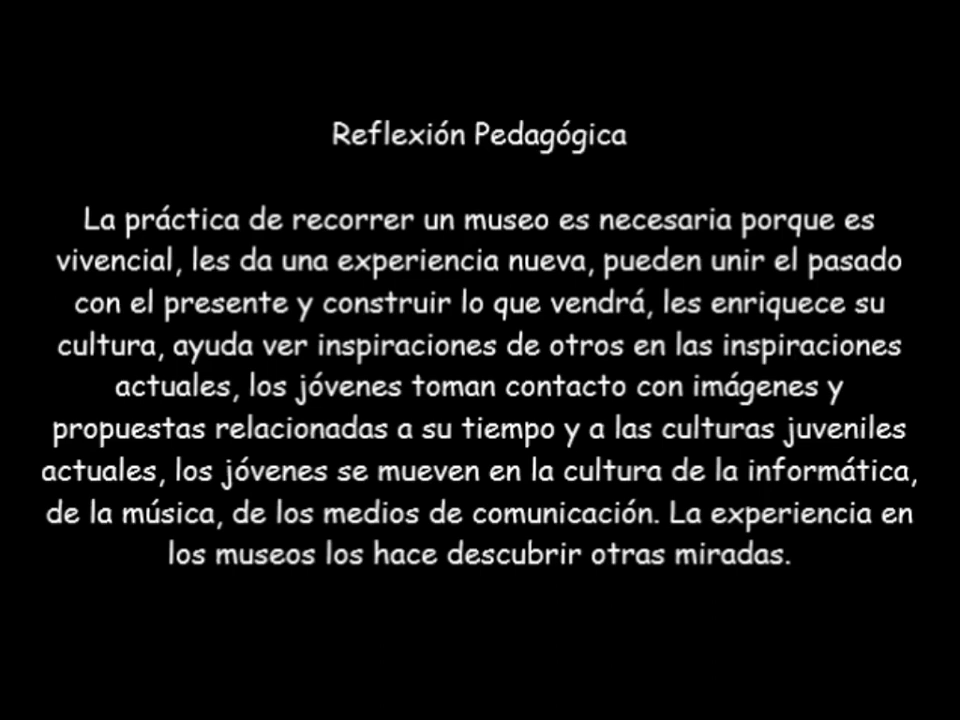 Reflexión Pedagógica
La práctica de recorrer un museo es necesaria porque es
vivencial, les da una experiencia nueva, pueden unir el pasado
con el presente y construir lo que vendrá, les enriquece su
cultura, ayuda ver inspiraciones de otros en las inspiraciones
actuales, los jóvenes toman contacto con imágenes y
propuestas relacionadas a su tiempo y a las culturas juveniles
actuales, los jóvenes se mueven en la cultura de la informática,
de la música, de los medios de comunicación. La experiencia en
los museos los hace descubrir otras miradas.